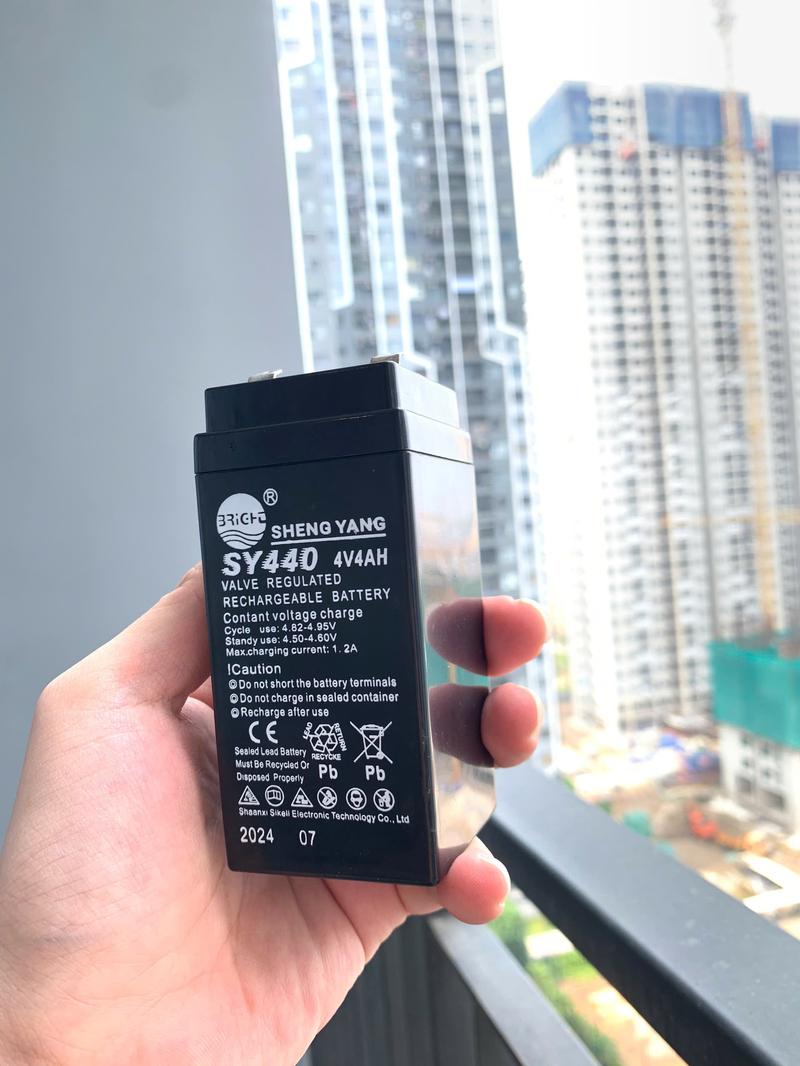 BRIGHT ®
SHENG YANG
SY440 4V4AH
VALVE REGULATED
RECHARGEABLE BATTERY
Contant voltage charge
Cycle use: 4.82-4.95V
Standy use: 4.50-4.60V
Max.charging current: 1.2A
!Caution
Do not short the battery terminals
Do not charge in sealed container
Recharge after use
CE
LEAD RETURN RECYCKE
Sealed Lead Battery
Must Be Recycled Or
Disposed Properly
Pb Pb
Shaanxi Sikeli Electronic Technology Co., Ltd
2024 07